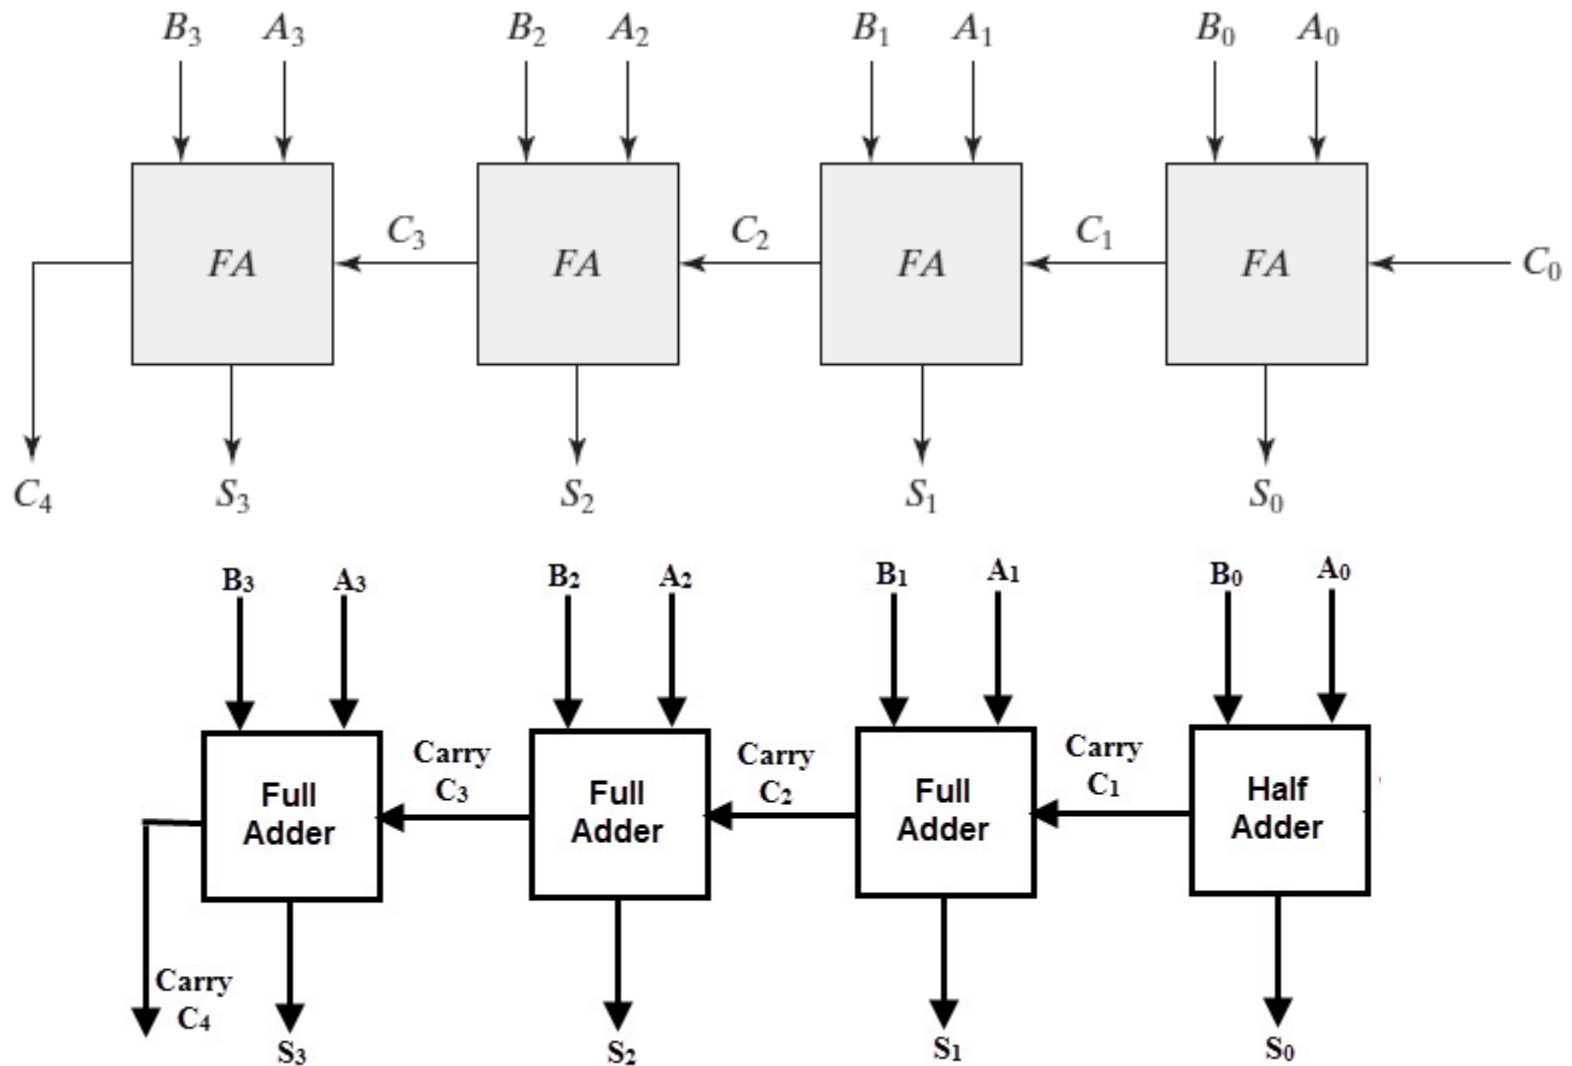 B₃ A₃ B₂ A₂ B₁ A₁ B₀ A₀
C₃ C₂ C₁
FA FA FA FA C₀
C₄ S₃ S₂ S₁ S₀
B₃ A₃ B₂ A₂ B₁ A₁ B₀ A₀
Carry Carry Carry
C₃ C₂ C₁
Full Full Full Half
Adder Adder Adder Adder
Carry
C₄
S₃ S₂ S₁ S₀